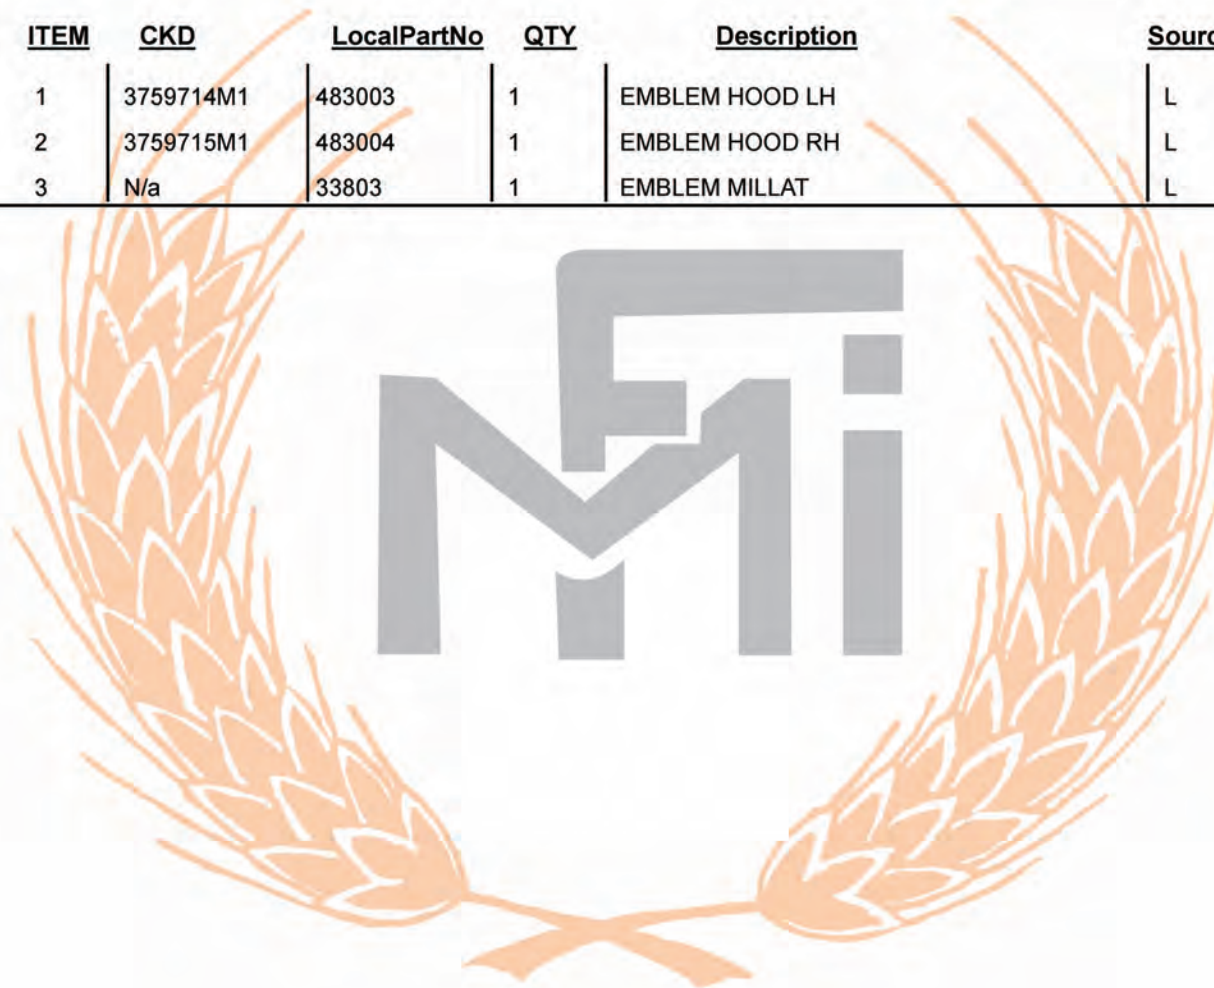 ITEM CKD LocalPartNo QTY Description Sourc
1 3759714M1 483003 1 EMBLEM HOOD LH L
2 3759715M1 483004 1 EMBLEM HOOD RH L
3 N/a 33803 1 EMBLEM MILLAT L